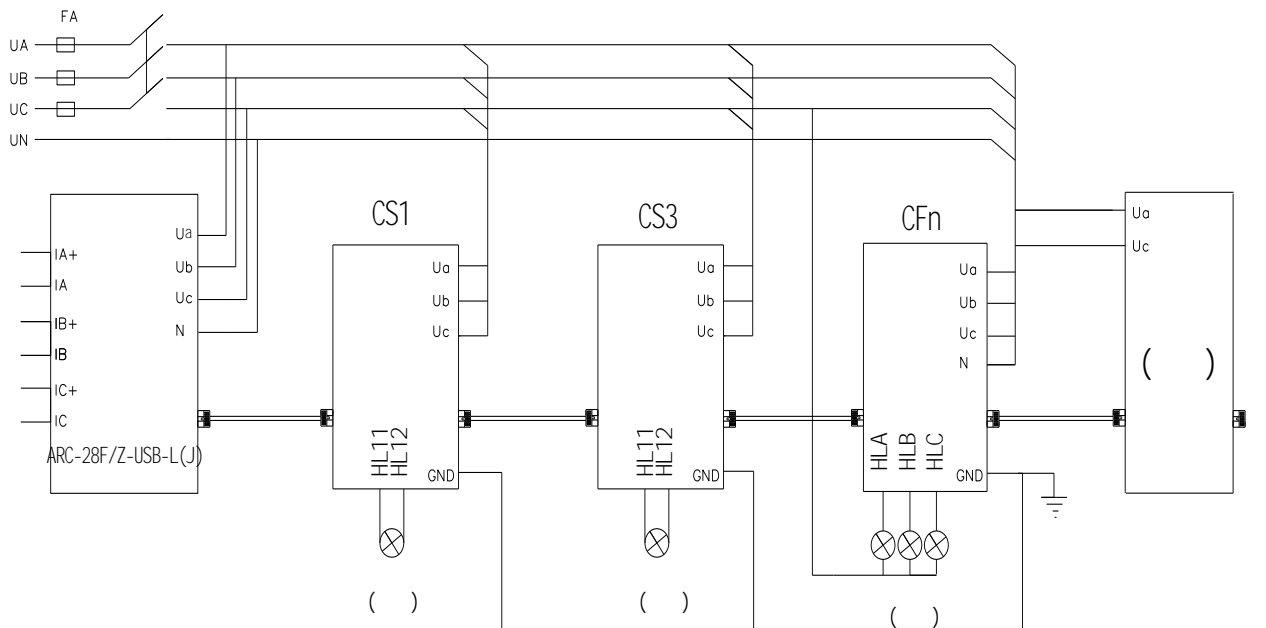 FA
UA
UB
UC
UN
CS1
CS3
CFn
Ua
Ub
Uc
N
IA+
IA
IB+
IB
IC+
IC
ARC-28F/Z-USB-L(J)
Ua
Ub
Uc
HL11
HL12
GND
( )
Ua
Ub
Uc
HL11
HL12
GND
( )
Ua
Ub
Uc
N
HLA
HLB
HLC
GND
( )
Ua
Uc
( )